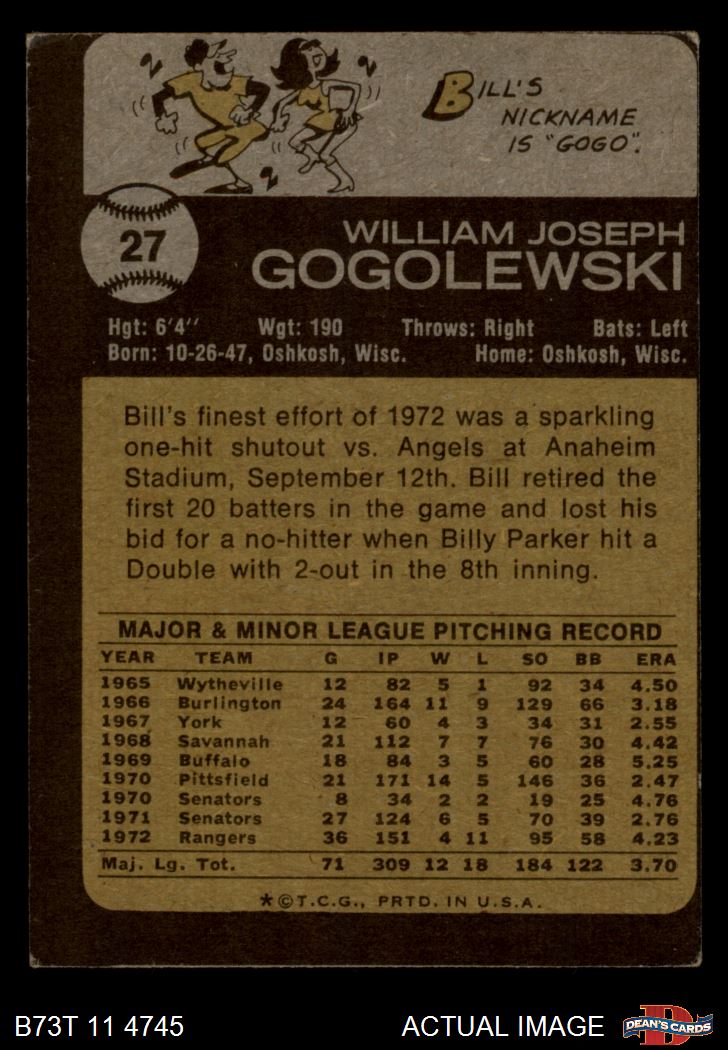 BILL'S
NICKNAME
IS "GOGO".
27
WILLIAM JOSEPH
GOGOLEWSKI
Hgt: 6'4" Wgt: 190 Throws: Right Bats: Left
Born: 10-26-47, Oshkosh, Wisc. Home: Oshkosh, Wisc.
Bill's finest effort of 1972 was a sparkling
one-hit shutout vs. Angels at Anaheim
Stadium, September 12th. Bill retired the
first 20 batters in the game and lost his
bid for a no-hitter when Billy Parker hit a
Double with 2-out in the 8th inning.
MAJOR & MINOR LEAGUE PITCHING RECORD
YEAR TEAM G IP W L SO BB ERA
1965 Wytheville 12 82 5 1 92 34 4.50
1966 Burlington 24 164 11 9 129 66 3.18
1967 York 12 60 4 3 34 31 2.55
1968 Savannah 21 112 7 7 76 30 4.42
1969 Buffalo 18 84 3 5 60 28 5.25
1970 Pittsfield 21 171 14 5 146 36 2.47
1970 Senators 8 34 2 2 19 25 4.76
1971 Senators 27 124 6 5 70 39 2.76
1972 Rangers 36 151 4 11 95 58 4.23
Maj. Lg. Tot. 71 309 12 18 184 122 3.70
*©T.C.G., PRTD. IN U.S.A.
B73T 11 4745 ACTUAL IMAGE
D
DEAN'S CARDS